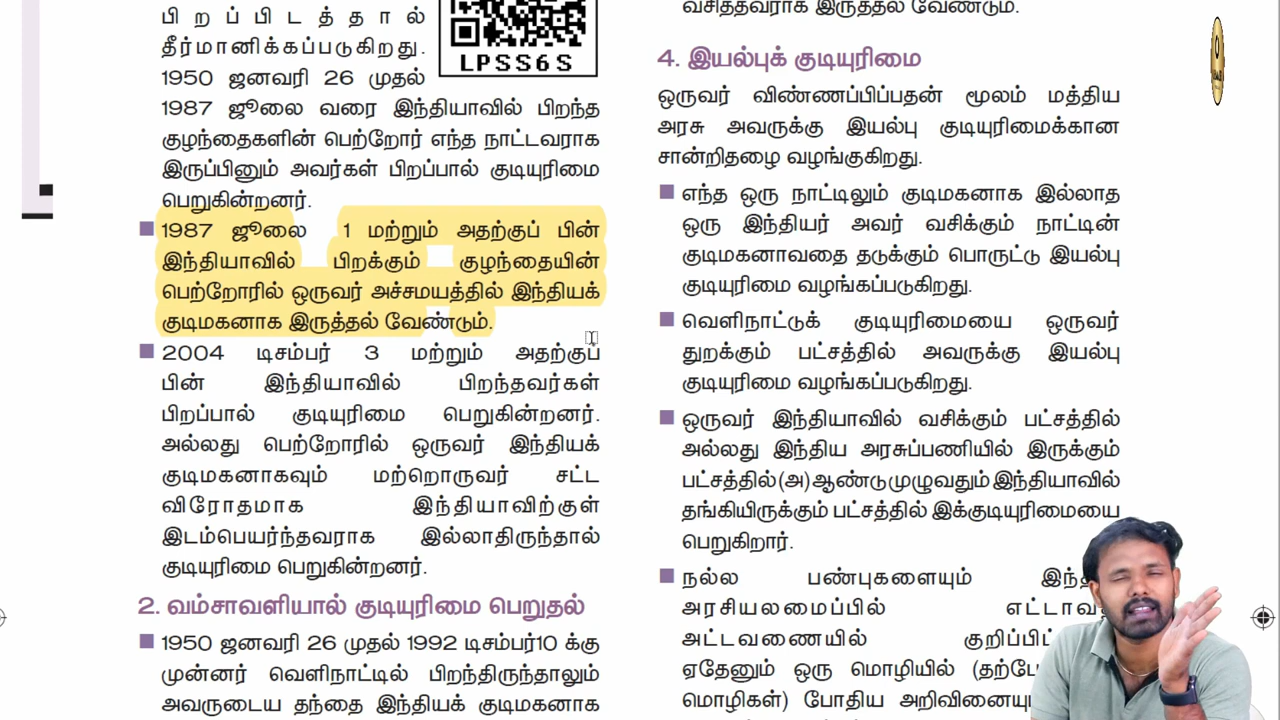 பிறப்பிடத்தால்
தீர்மானிக்கப்படுகிறது.
1950 ஜனவரி 26 முதல்
LPSS6S
1987 ஜூலை வரை இந்தியாவில் பிறந்த
குழந்தைகளின் பெற்றோர் எந்த நாட்டவராக
இருப்பினும் அவர்கள் பிறப்பால் குடியுரிமை
பெறுகின்றனர்.
1987 ஜூலை 1 மற்றும் அதற்குப் பின்
இந்தியாவில் பிறக்கும் குழந்தையின்
பெற்றோரில் ஒருவர் அச்சமயத்தில் இந்தியக்
குடிமகனாக இருத்தல் வேண்டும்.
2004 டிசம்பர் 3 மற்றும் அதற்குப்
பின் இந்தியாவில் பிறந்தவர்கள்
பிறப்பால் குடியுரிமை பெறுகின்றனர்.
அல்லது பெற்றோரில் ஒருவர் இந்தியக்
குடிமகனாகவும் மற்றொருவர் சட்ட
விரோதமாக இந்தியாவிற்குள்
இடம்பெயர்ந்தவராக இல்லாதிருந்தால்
குடியுரிமை பெறுகின்றனர்.
2. வம்சாவளியால் குடியுரிமை பெறுதல்
1950 ஜனவரி 26 முதல் 1992 டிசம்பர்10 க்கு
முன்னர் வெளிநாட்டில் பிறந்திருந்தாலும்
அவருடைய தந்தை இந்தியக் குடிமகனாக
வசித்தவராக இருத்தல் வேண்டும்.
4. இயல்புக் குடியுரிமை
ஒருவர் விண்ணப்பிப்பதன் மூலம் மத்திய
அரசு அவருக்கு இயல்பு குடியுரிமைக்கான
சான்றிதழை வழங்குகிறது.
எந்த ஒரு நாட்டிலும் குடிமகனாக இல்லாத
ஒரு இந்தியர் அவர் வசிக்கும் நாட்டின்
குடிமகனாவதை தடுக்கும் பொருட்டு இயல்பு
குடியுரிமை வழங்கப்படுகிறது.
வெளிநாட்டுக் குடியுரிமையை ஒருவர்
துறக்கும் பட்சத்தில் அவருக்கு இயல்பு
குடியுரிமை வழங்கப்படுகிறது.
ஒருவர் இந்தியாவில் வசிக்கும் பட்சத்தில்
அல்லது இந்திய அரசுப்பணியில் இருக்கும்
பட்சத்தில் (அ) ஆண்டு முழுவதும் இந்தியாவில்
தங்கியிருக்கும் பட்சத்தில் இக்குடியுரிமையை
பெறுகிறார்.
நல்ல பண்புகளையும்
அரசியலமைப்பில்
அட்டவணையில்
ஏதேனும் ஒரு மொழியில்
மொழிகள்) போதிய